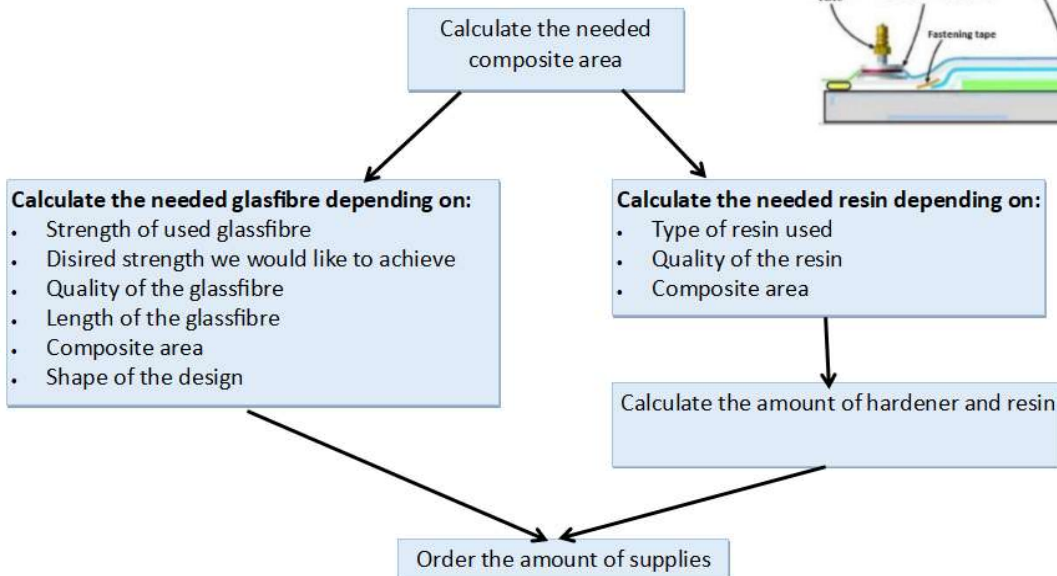 Calculate the needed
composite area
Fastening tape
Calculate the needed glasfibre depending on:
• Strength of used glassfibre
• Disired strength we would like to achieve
• Quality of the glassfibre
• Length of the glassfibre
• Composite area
• Shape of the design
Calculate the needed resin depending on:
• Type of resin used
• Quality of the resin
• Composite area
Calculate the amount of hardener and resin
Order the amount of supplies